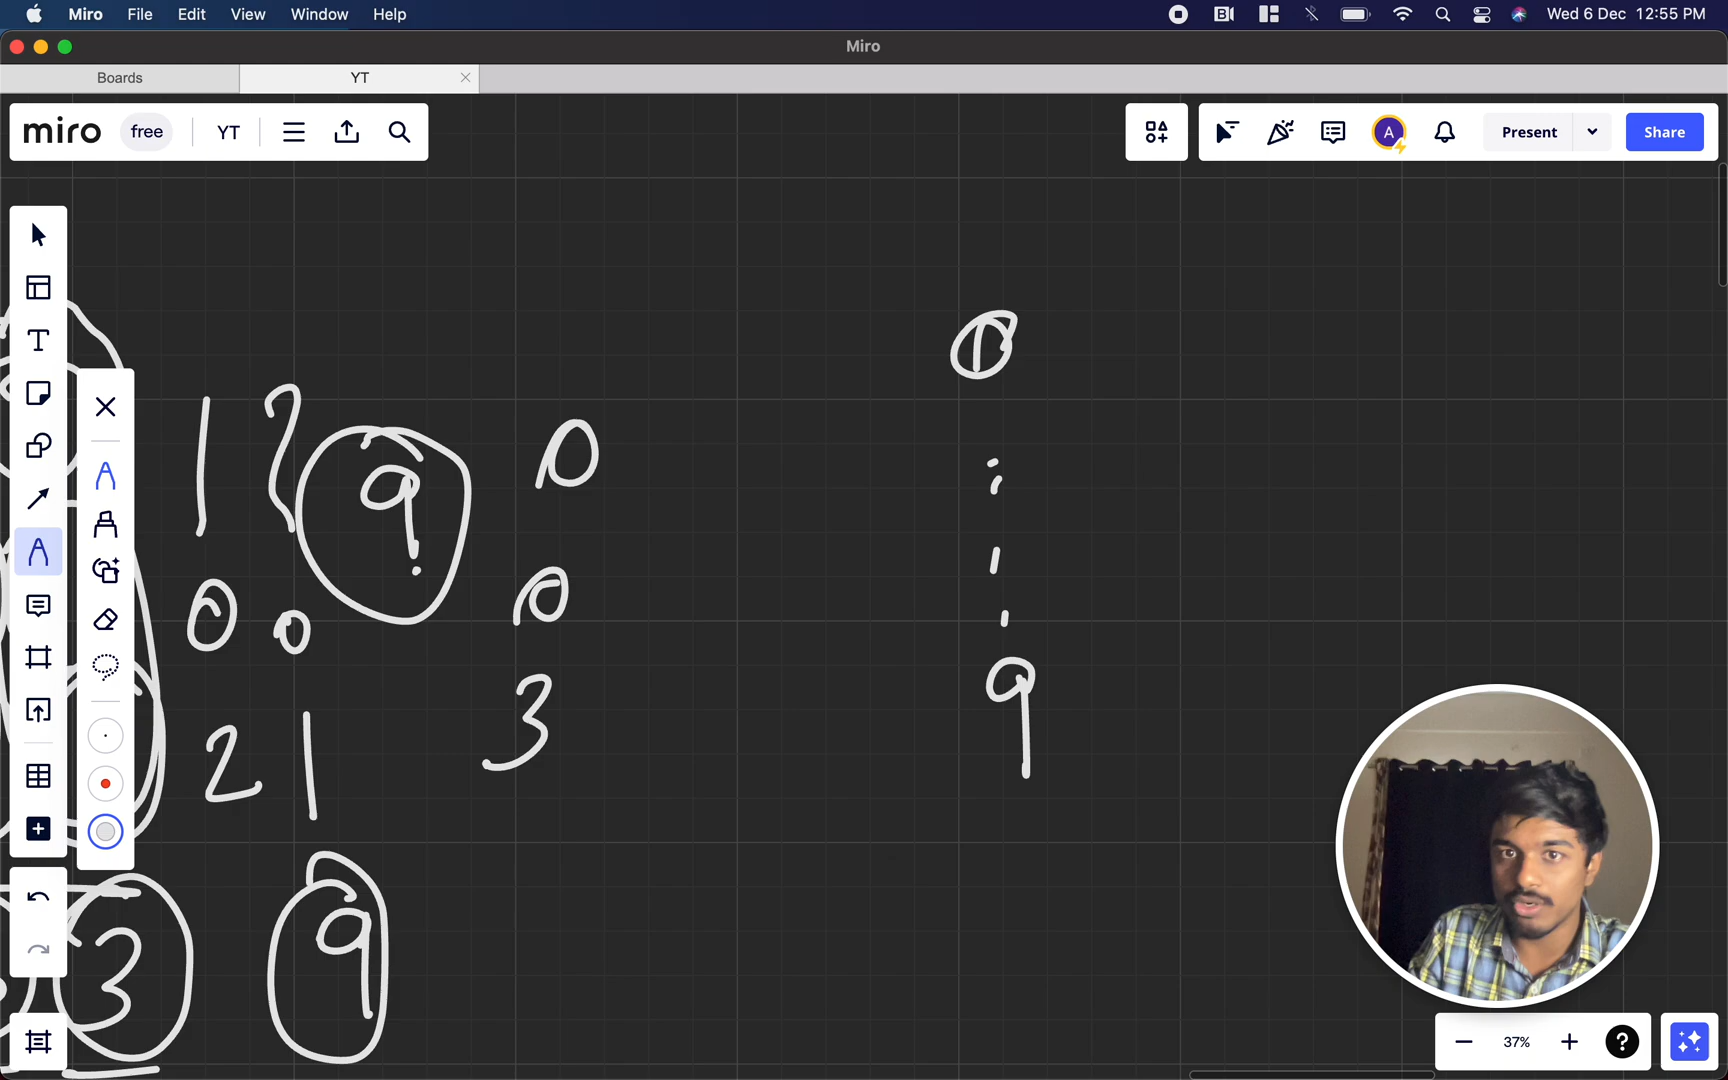 Miro File Edit View Window Help
Wed 6 Dec 12:55 PM
Miro
Boards YT
miro free YT
A Present Share
1 2 9 0
0 0 0
2 1 3
3 9
9
37%